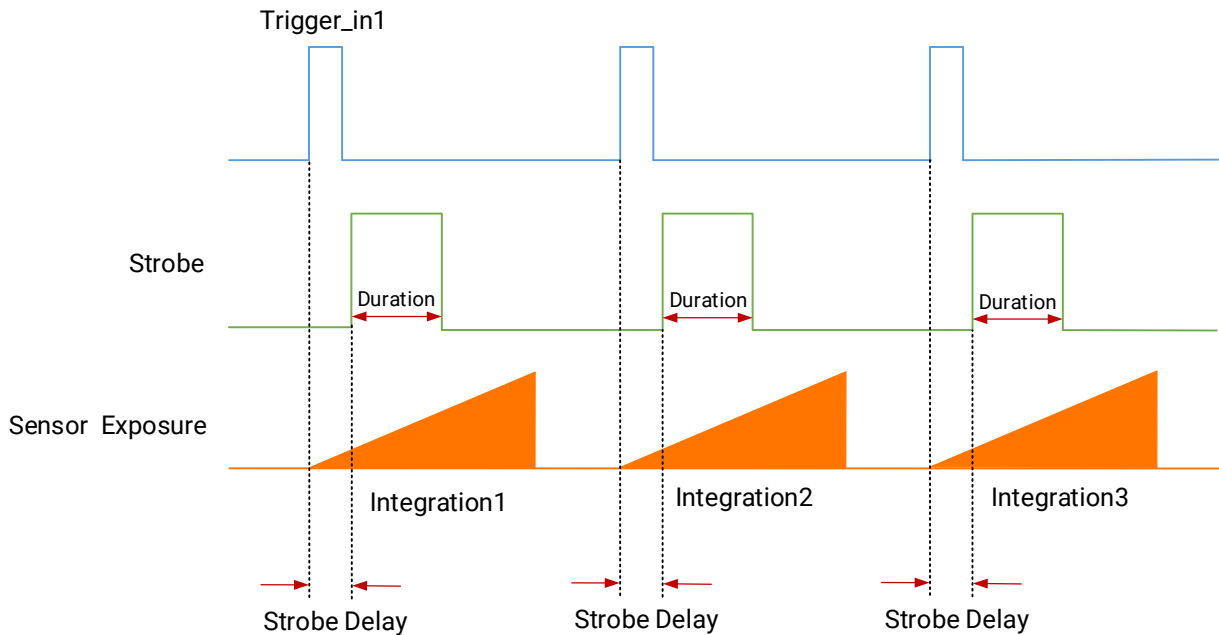 Trigger_in1
Strobe
Duration
Duration
Duration
Sensor Exposure
Integration1
Integration2
Integration3
Strobe Delay
Strobe Delay
Strobe Delay